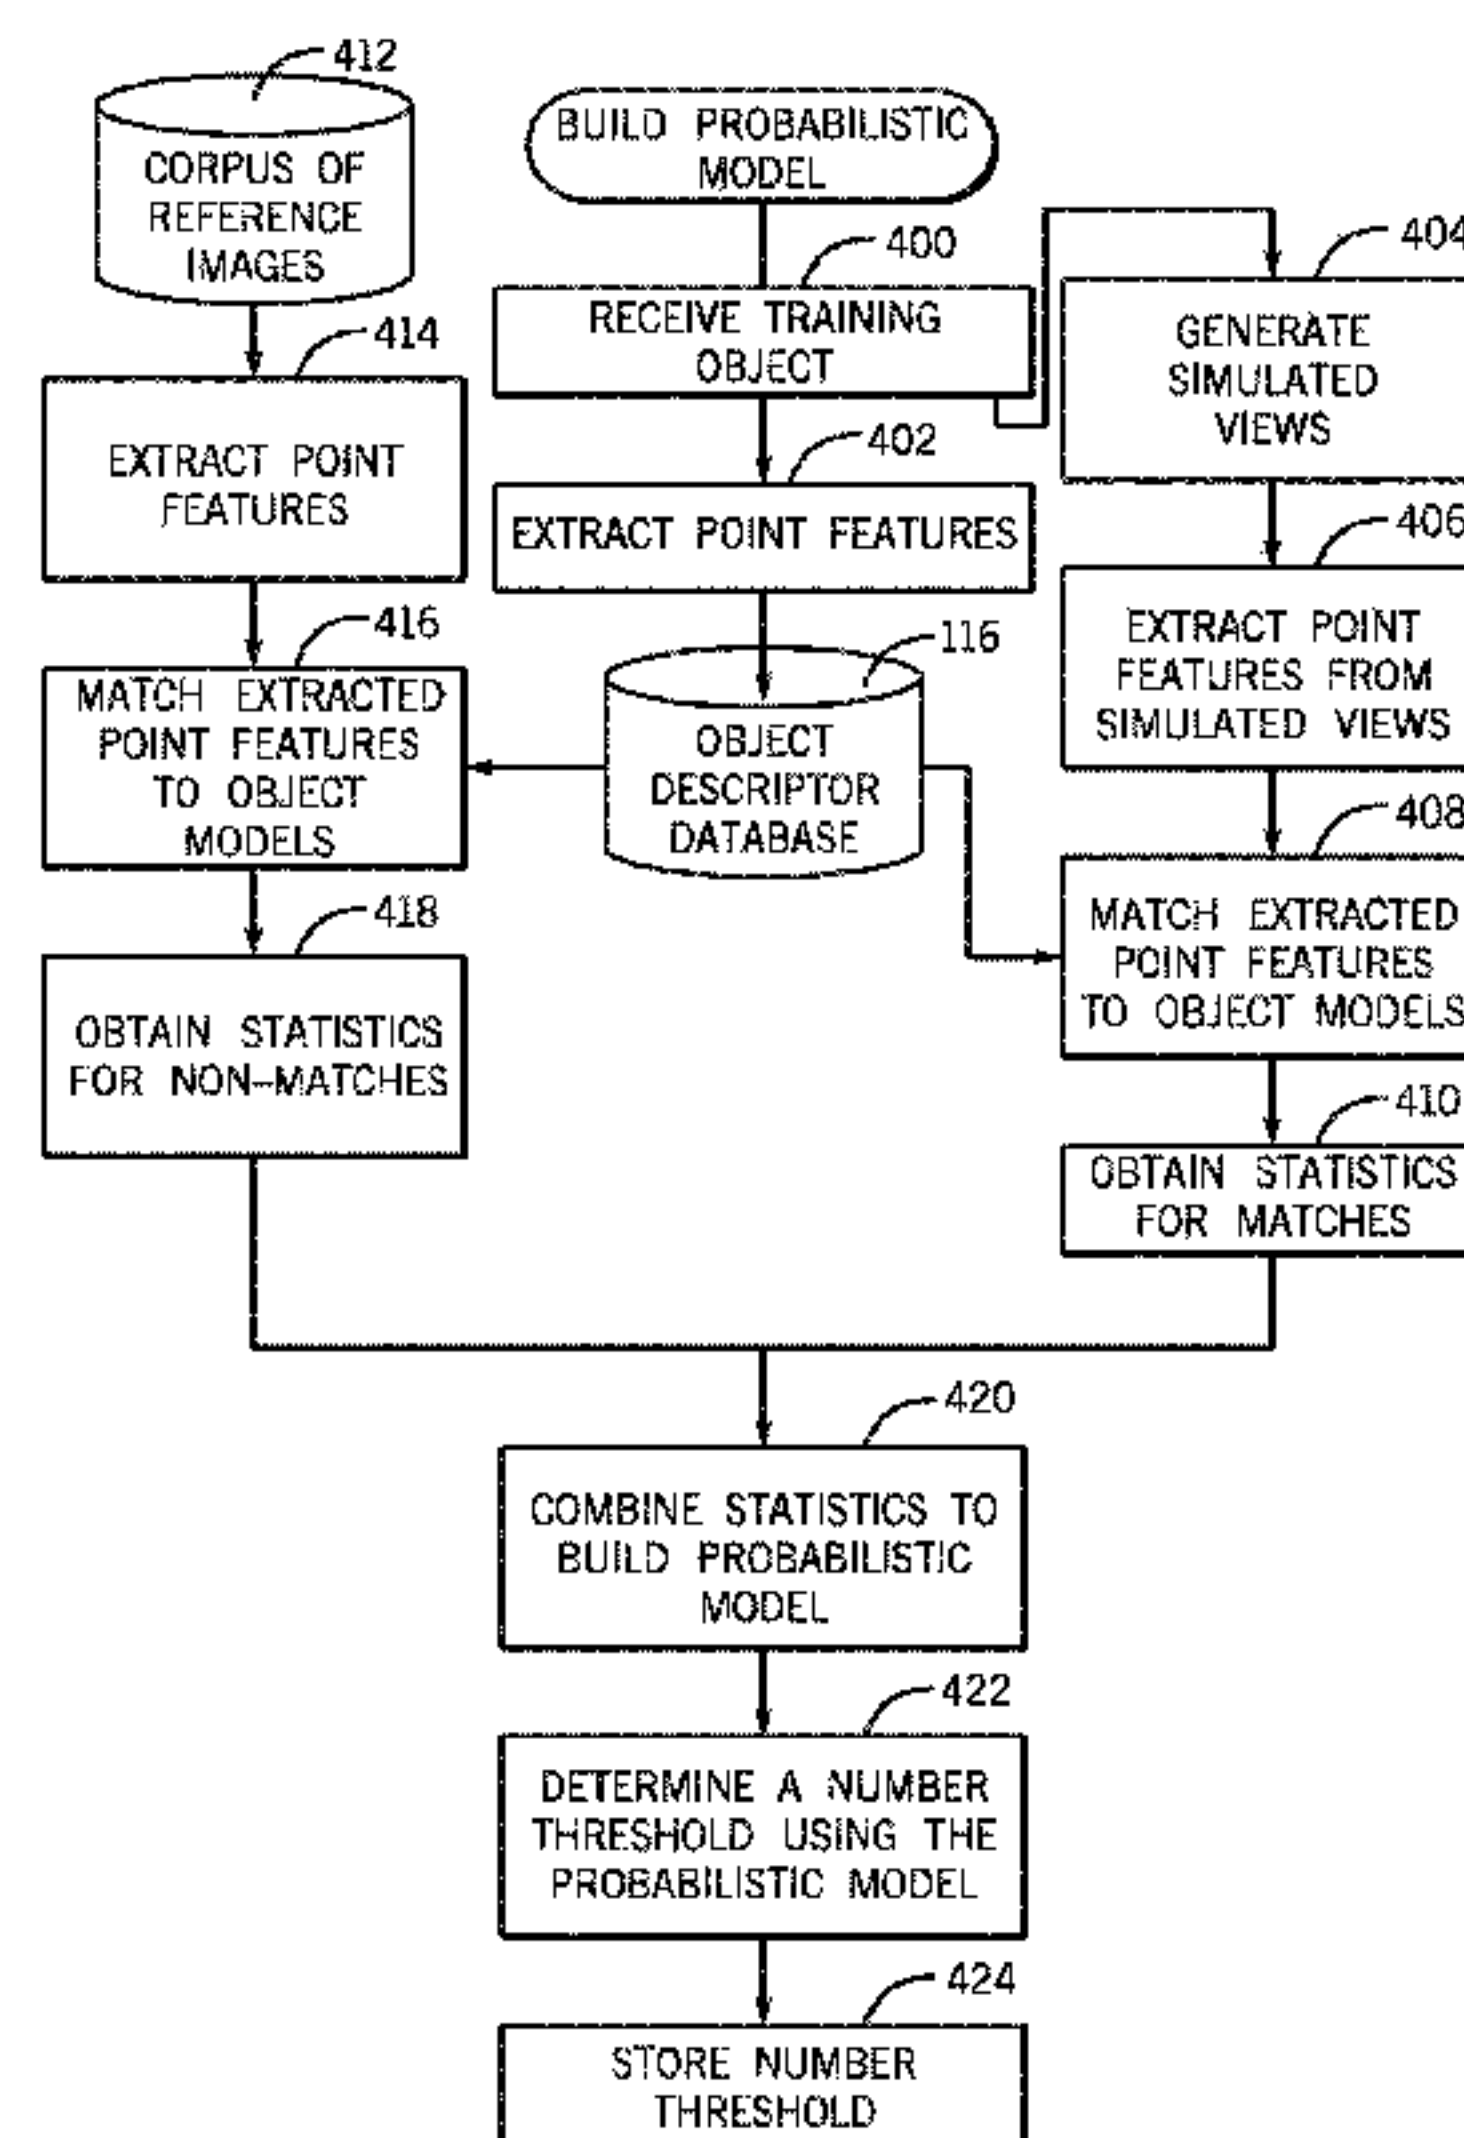 412
CORPUS OF
REFERENCE
IMAGES
414
EXTRACT POINT
FEATURES
416
MATCH EXTRACTED
POINT FEATURES
TO OBJECT
MODELS
418
OBTAIN STATISTICS
FOR NON-MATCHES
BUILD PROBABILISTIC
MODEL
400
RECEIVE TRAINING
OBJECT
402
EXTRACT POINT FEATURES
116
OBJECT
DESCRIPTOR
DATABASE
404
GENERATE
SIMULATED
VIEWS
406
EXTRACT POINT
FEATURES FROM
SIMULATED VIEWS
408
MATCH EXTRACTED
POINT FEATURES
TO OBJECT MODELS
410
OBTAIN STATISTICS
FOR MATCHES
420
COMBINE STATISTICS TO
BUILD PROBABILISTIC
MODEL
422
DETERMINE A NUMBER
THRESHOLD USING THE
PROBABILISTIC MODEL
424
STORE NUMBER
THRESHOLD